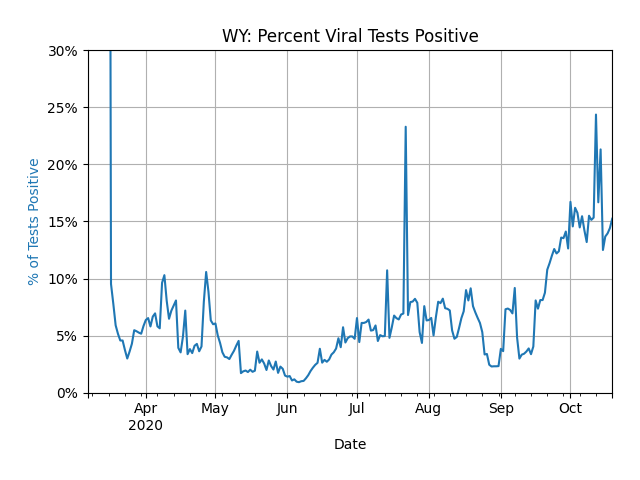 WY: Percent Viral Tests Positive
30%
25%
20%
15%
10%
5%
0%
% of Tests Positive
Apr May Jun Jul Aug Sep Oct
2020
Date